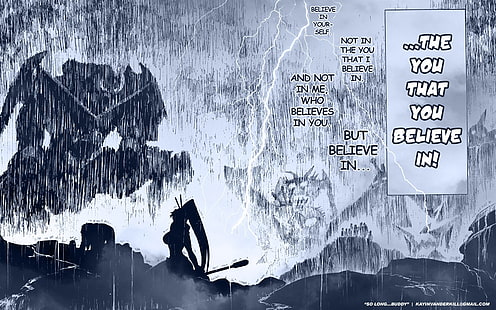 BELIEVE
IN
YOUR-
SELF
NOT IN
THE YOU
THAT I
BELIEVE
IN
AND NOT
IN ME,
WHO
BELIEVES
IN YOU.
BUT
BELIEVE
IN...
...THE
YOU
THAT
YOU
BELIEVE
IN!
"SO LONG...BUDDY" | KAYINVANDERKILL@GMAIL.COM